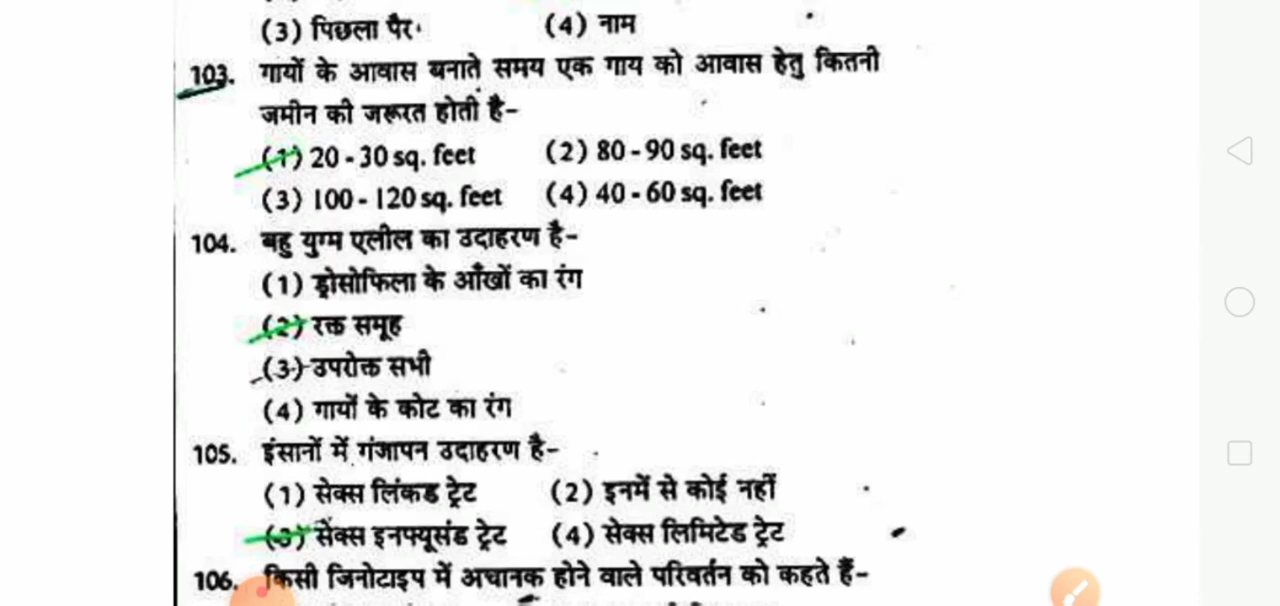 (3) पिछला पैर (4) नाम
103. गायों के आवास बनाते समय एक गाय को आवास हेतु कितनी
जमीन की जरूरत होती है-
(1) 20 - 30 sq. feet (2) 80 - 90 sq. feet
(3) 100 - 120 sq. feet (4) 40 - 60 sq. feet
104. बहु युग्म एलील का उदाहरण है-
(1) ड्रोसोफिला के आँखों का रंग
(2) रक्त समूह
(3) उपरोक्त सभी
(4) गायों के कोट का रंग
105. इंसानों में गंजापन उदाहरण है-
(1) सेक्स लिंकड ट्रेट (2) इनमें से कोई नहीं
(3) सेक्स इनफ्यूसंड ट्रेट (4) सेक्स लिमिटेड ट्रेट
106. किसी जिनोटाइप में अचानक होने वाले परिवर्तन को कहते हैं-